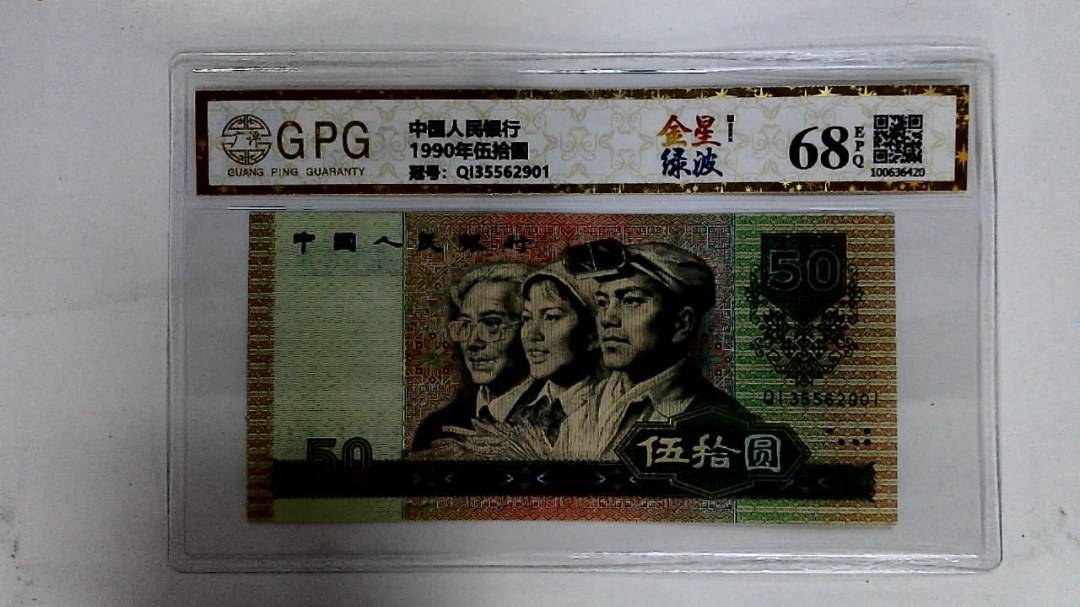 广评
GPG
GUANG PING GUARANTY
中国人民银行
1990年伍拾圆
冠号：QI35562901
金星
绿波
68
EPQ
100636420
中国人民银行
50
QI35562901
50
伍拾圆